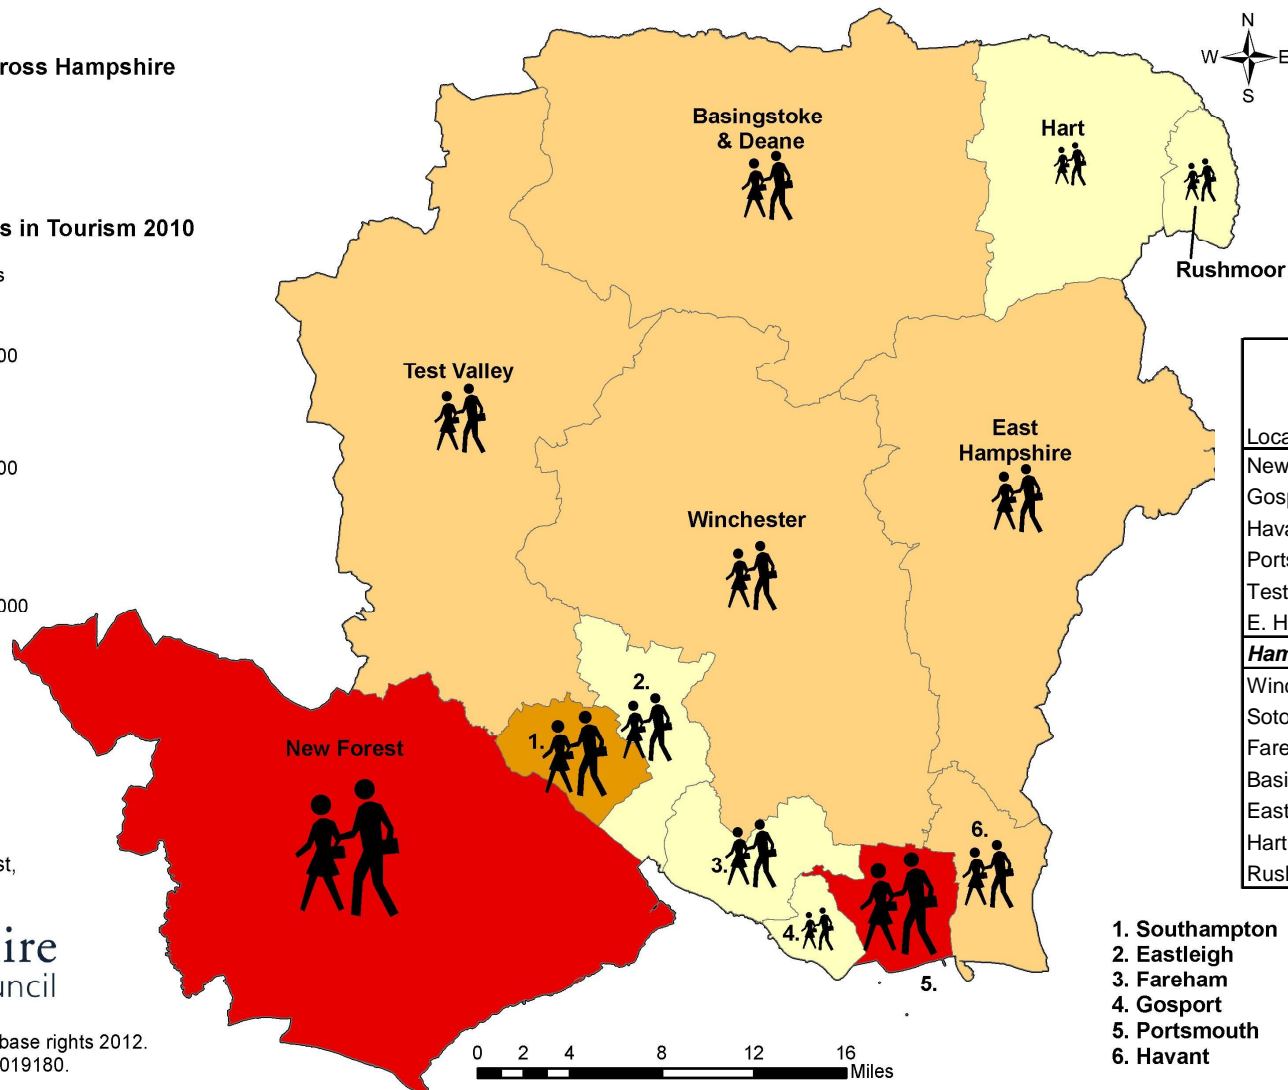 ross Hampshire
s in Tourism 2010
s
00
00
000
st,
ire
uncil
base rights 2012.
019180.
N
W
E
S
Basingstoke
& Deane
Hart
Rushmoor
Test Valley
East
Hampshire
Winchester
New Forest
1.
2.
3.
4.
5.
6.
0 2 4 8 12 16
Miles
Loca
New
Gosp
Hava
Ports
Test
E. H
Ham
Winc
Soto
Fare
Basi
East
Hart
Rush
1. Southampton
2. Eastleigh
3. Fareham
4. Gosport
5. Portsmouth
6. Havant